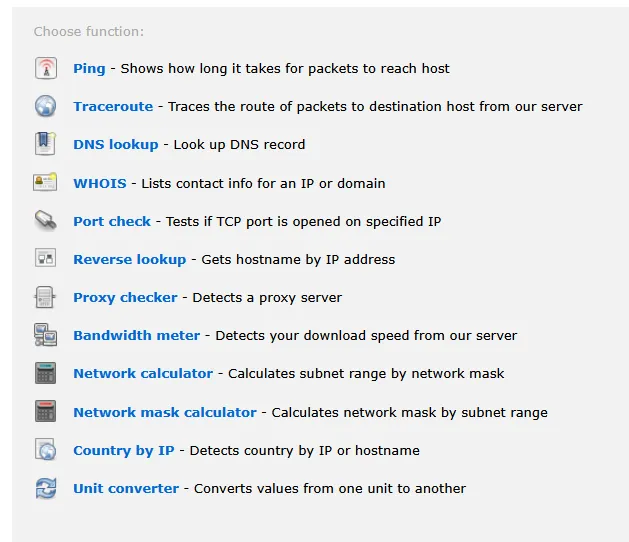 Choose function:
Ping - Shows how long it takes for packets to reach host
Traceroute - Traces the route of packets to destination host from our server
DNS lookup - Look up DNS record
WHOIS - Lists contact info for an IP or domain
Port check - Tests if TCP port is opened on specified IP
Reverse lookup - Gets hostname by IP address
Proxy checker - Detects a proxy server
Bandwidth meter - Detects your download speed from our server
Network calculator - Calculates subnet range by network mask
Network mask calculator - Calculates network mask by subnet range
Country by IP - Detects country by IP or hostname
Unit converter - Converts values from one unit to another